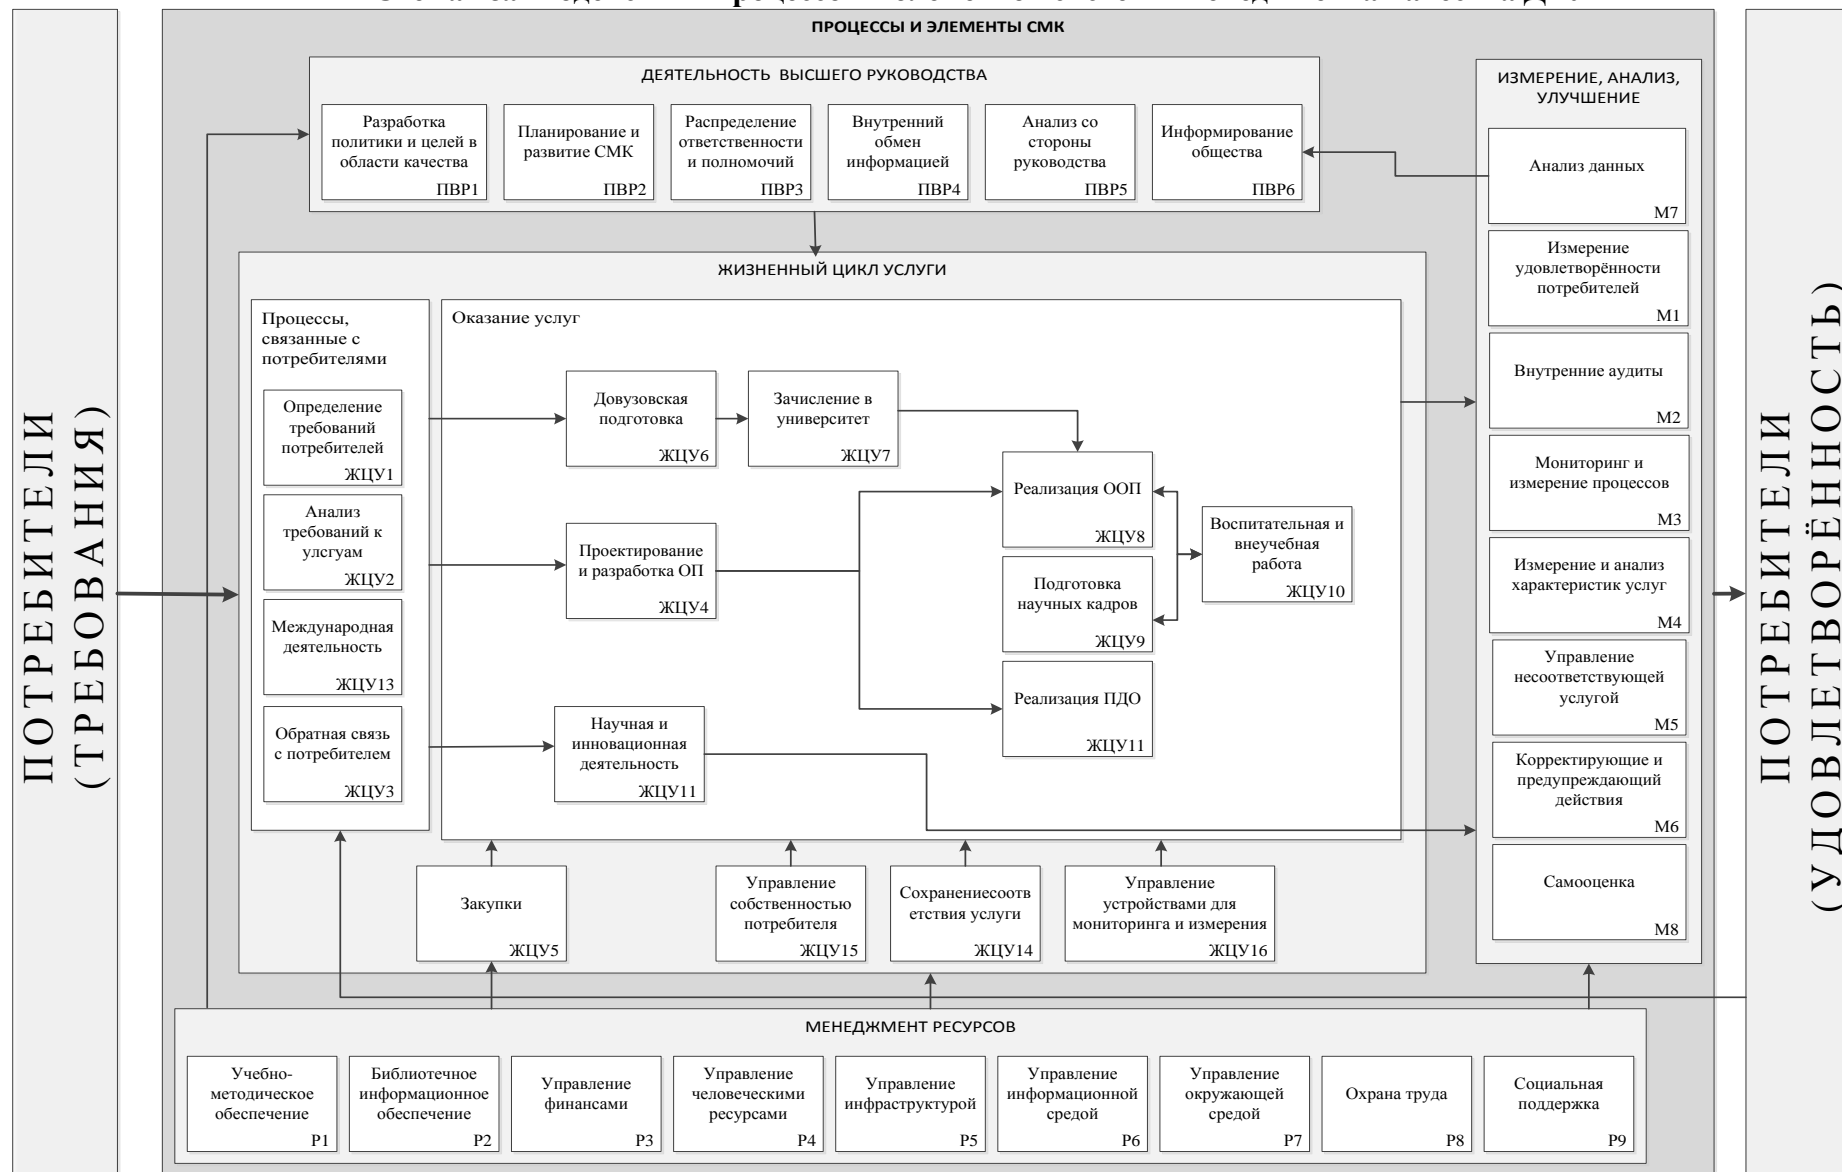 ПРОЦЕССЫ И ЭЛЕМЕНТЫ СМК
ПОТРЕБИТЕЛИ
(ТРЕБОВАНИЯ)
ДЕЯТЕЛЬНОСТЬ ВЫСШЕГО РУКОВОДСТВА
Разработка
политики и целей в
области качества
ПВР1
Планирование и
развитие СМК
ПВР2
Распределение
ответственности
и полномочий
ПВР3
Внутренний
обмен
информацией
ПВР4
Анализ со
стороны
руководства
ПВР5
Информирование
общества
ПВР6
ЖИЗНЕННЫЙ ЦИКЛ УСЛУГИ
Процессы,
связанные с
потребителями
Определение
требований
потребителей
ЖЦУ1
Анализ
требований к
улсгуам
ЖЦУ2
Международная
деятельность
ЖЦУ13
Обратная связь
с потребителем
ЖЦУ3
Оказание услуг
Довузовская
подготовка
ЖЦУ6
Зачисление в
университет
ЖЦУ7
Проектирование
и разработка ОП
ЖЦУ4
Реализация ООП
ЖЦУ8
Подготовка
научных кадров
ЖЦУ9
Воспитательная и
внеучебная
работа
ЖЦУ10
Реализация ПДО
ЖЦУ11
Научная и
инновационная
деятельность
ЖЦУ11
Закупки
ЖЦУ5
Управление
собственностью
потребителя
ЖЦУ15
Сохранениесоотв
етствия услуги
ЖЦУ14
Управление
устройствами для
мониторинга и измерения
ЖЦУ16
ИЗМЕРЕНИЕ, АНАЛИЗ,
УЛУЧШЕНИЕ
Анализ данных
М7
Измерение
удовлетворённости
потребителей
М1
Внутренние аудиты
М2
Мониторинг и
измерение процессов
М3
Измерение и анализ
характеристик услуг
М4
Управление
несоответствующей
услугой
М5
Корректирующие и
предупреждающий
действия
М6
Самооценка
М8
МЕНЕДЖМЕНТ РЕСУРСОВ
Учебно-
методическое
обеспечение
Р1
Библиотечное
информационное
обеспечение
Р2
Управление
финансами
Р3
Управление
человеческими
ресурсами
Р4
Управление
инфраструктурой
Р5
Управление
информационной
средой
Р6
Управление
окружающей
средой
Р7
Охрана труда
Р8
Социальная
поддержка
Р9
ПОТРЕБИТЕЛИ
(УДОВЛЕТВОРЁННОСТЬ)